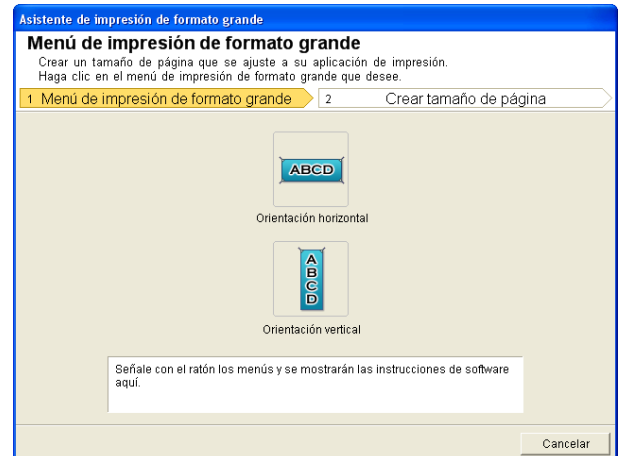 Asistente de impresión de formato grande
Menú de impresión de formato grande
Crear un tamaño de página que se ajuste a su aplicación de impresión.
Haga clic en el menú de impresión de formato grande que desee.
1 Menú de impresión de formato grande 2 Crear tamaño de página
ABCD
Orientación horizontal
A
B
C
D
Orientación vertical
Señale con el ratón los menús y se mostrarán las instrucciones de software
aquí.
Cancelar